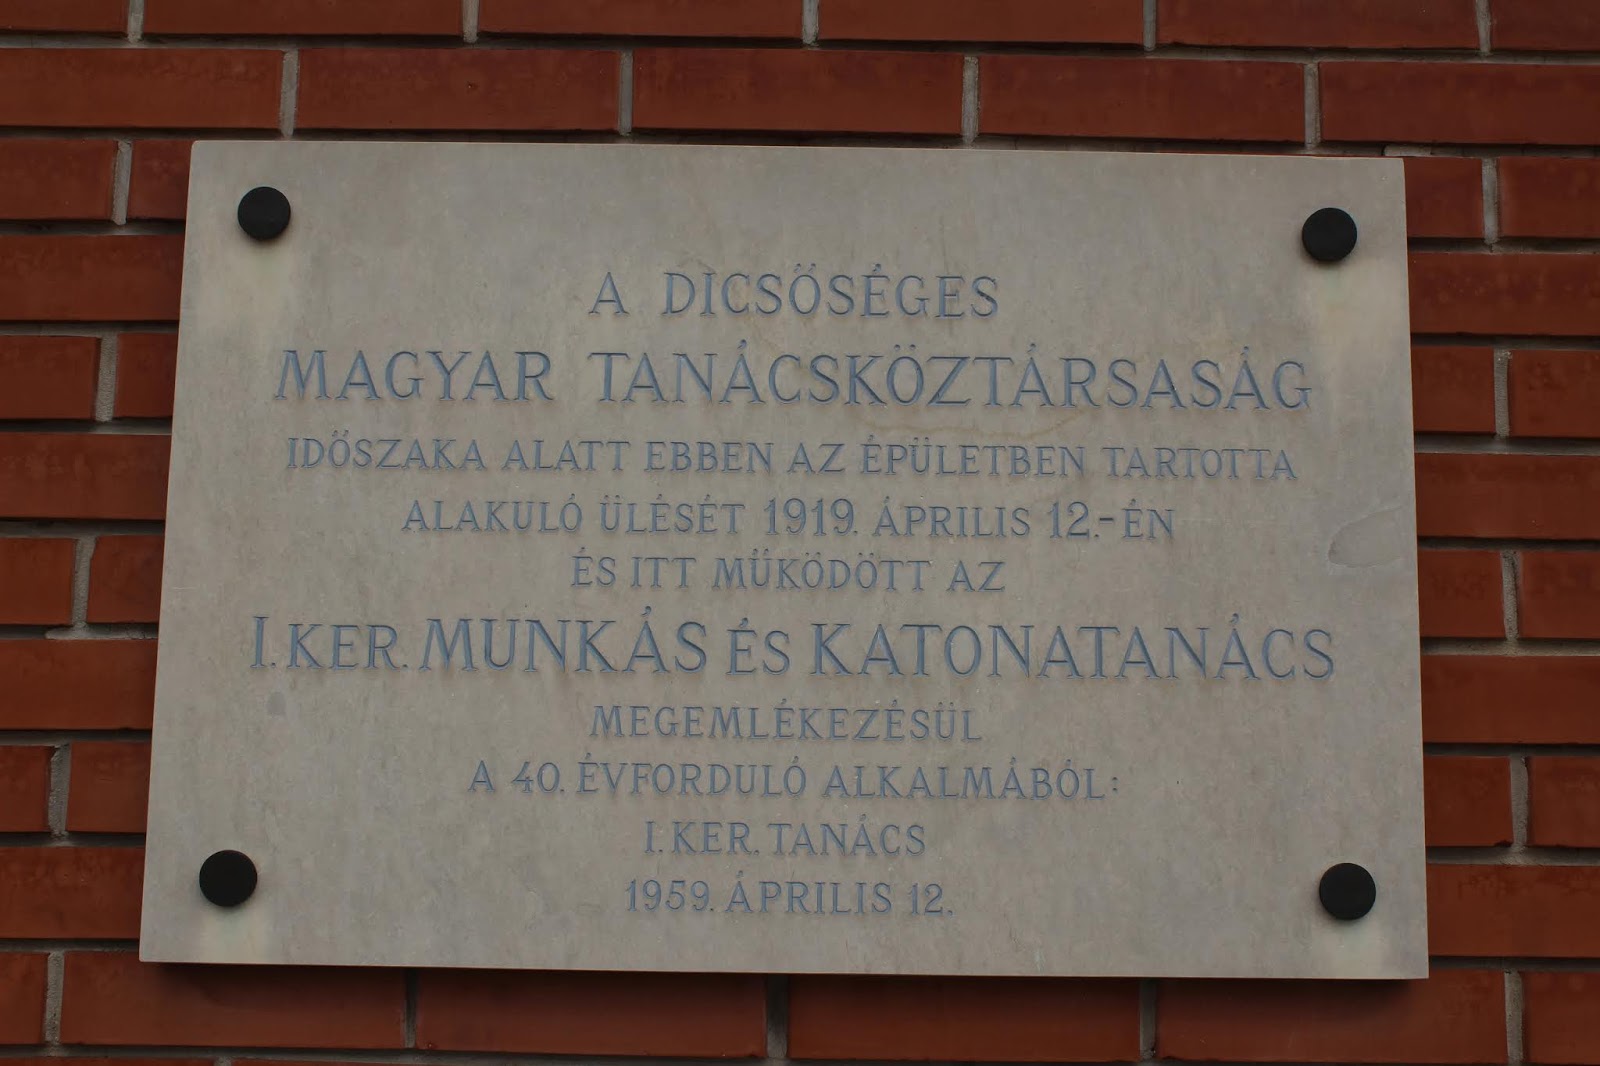 A DICSŐSÉGES
MAGYAR TANÁCSKÖZTÁRSASÁG
IDŐSZAKA ALATT EBBEN AZ ÉPÜLETBEN TARTOTTA
ALAKULÓ ÜLÉSÉT 1919. ÁPRILIS 12.-ÉN
ÉS ITT MŰKÖDÖTT AZ
I. KER. MUNKÁS ÉS KATONATANÁCS
MEGEMLÉKEZÉSÜL
A 40. ÉVFORDULÓ ALKALMÁBÓL:
I. KER. TANÁCS
1959. ÁPRILIS 12.